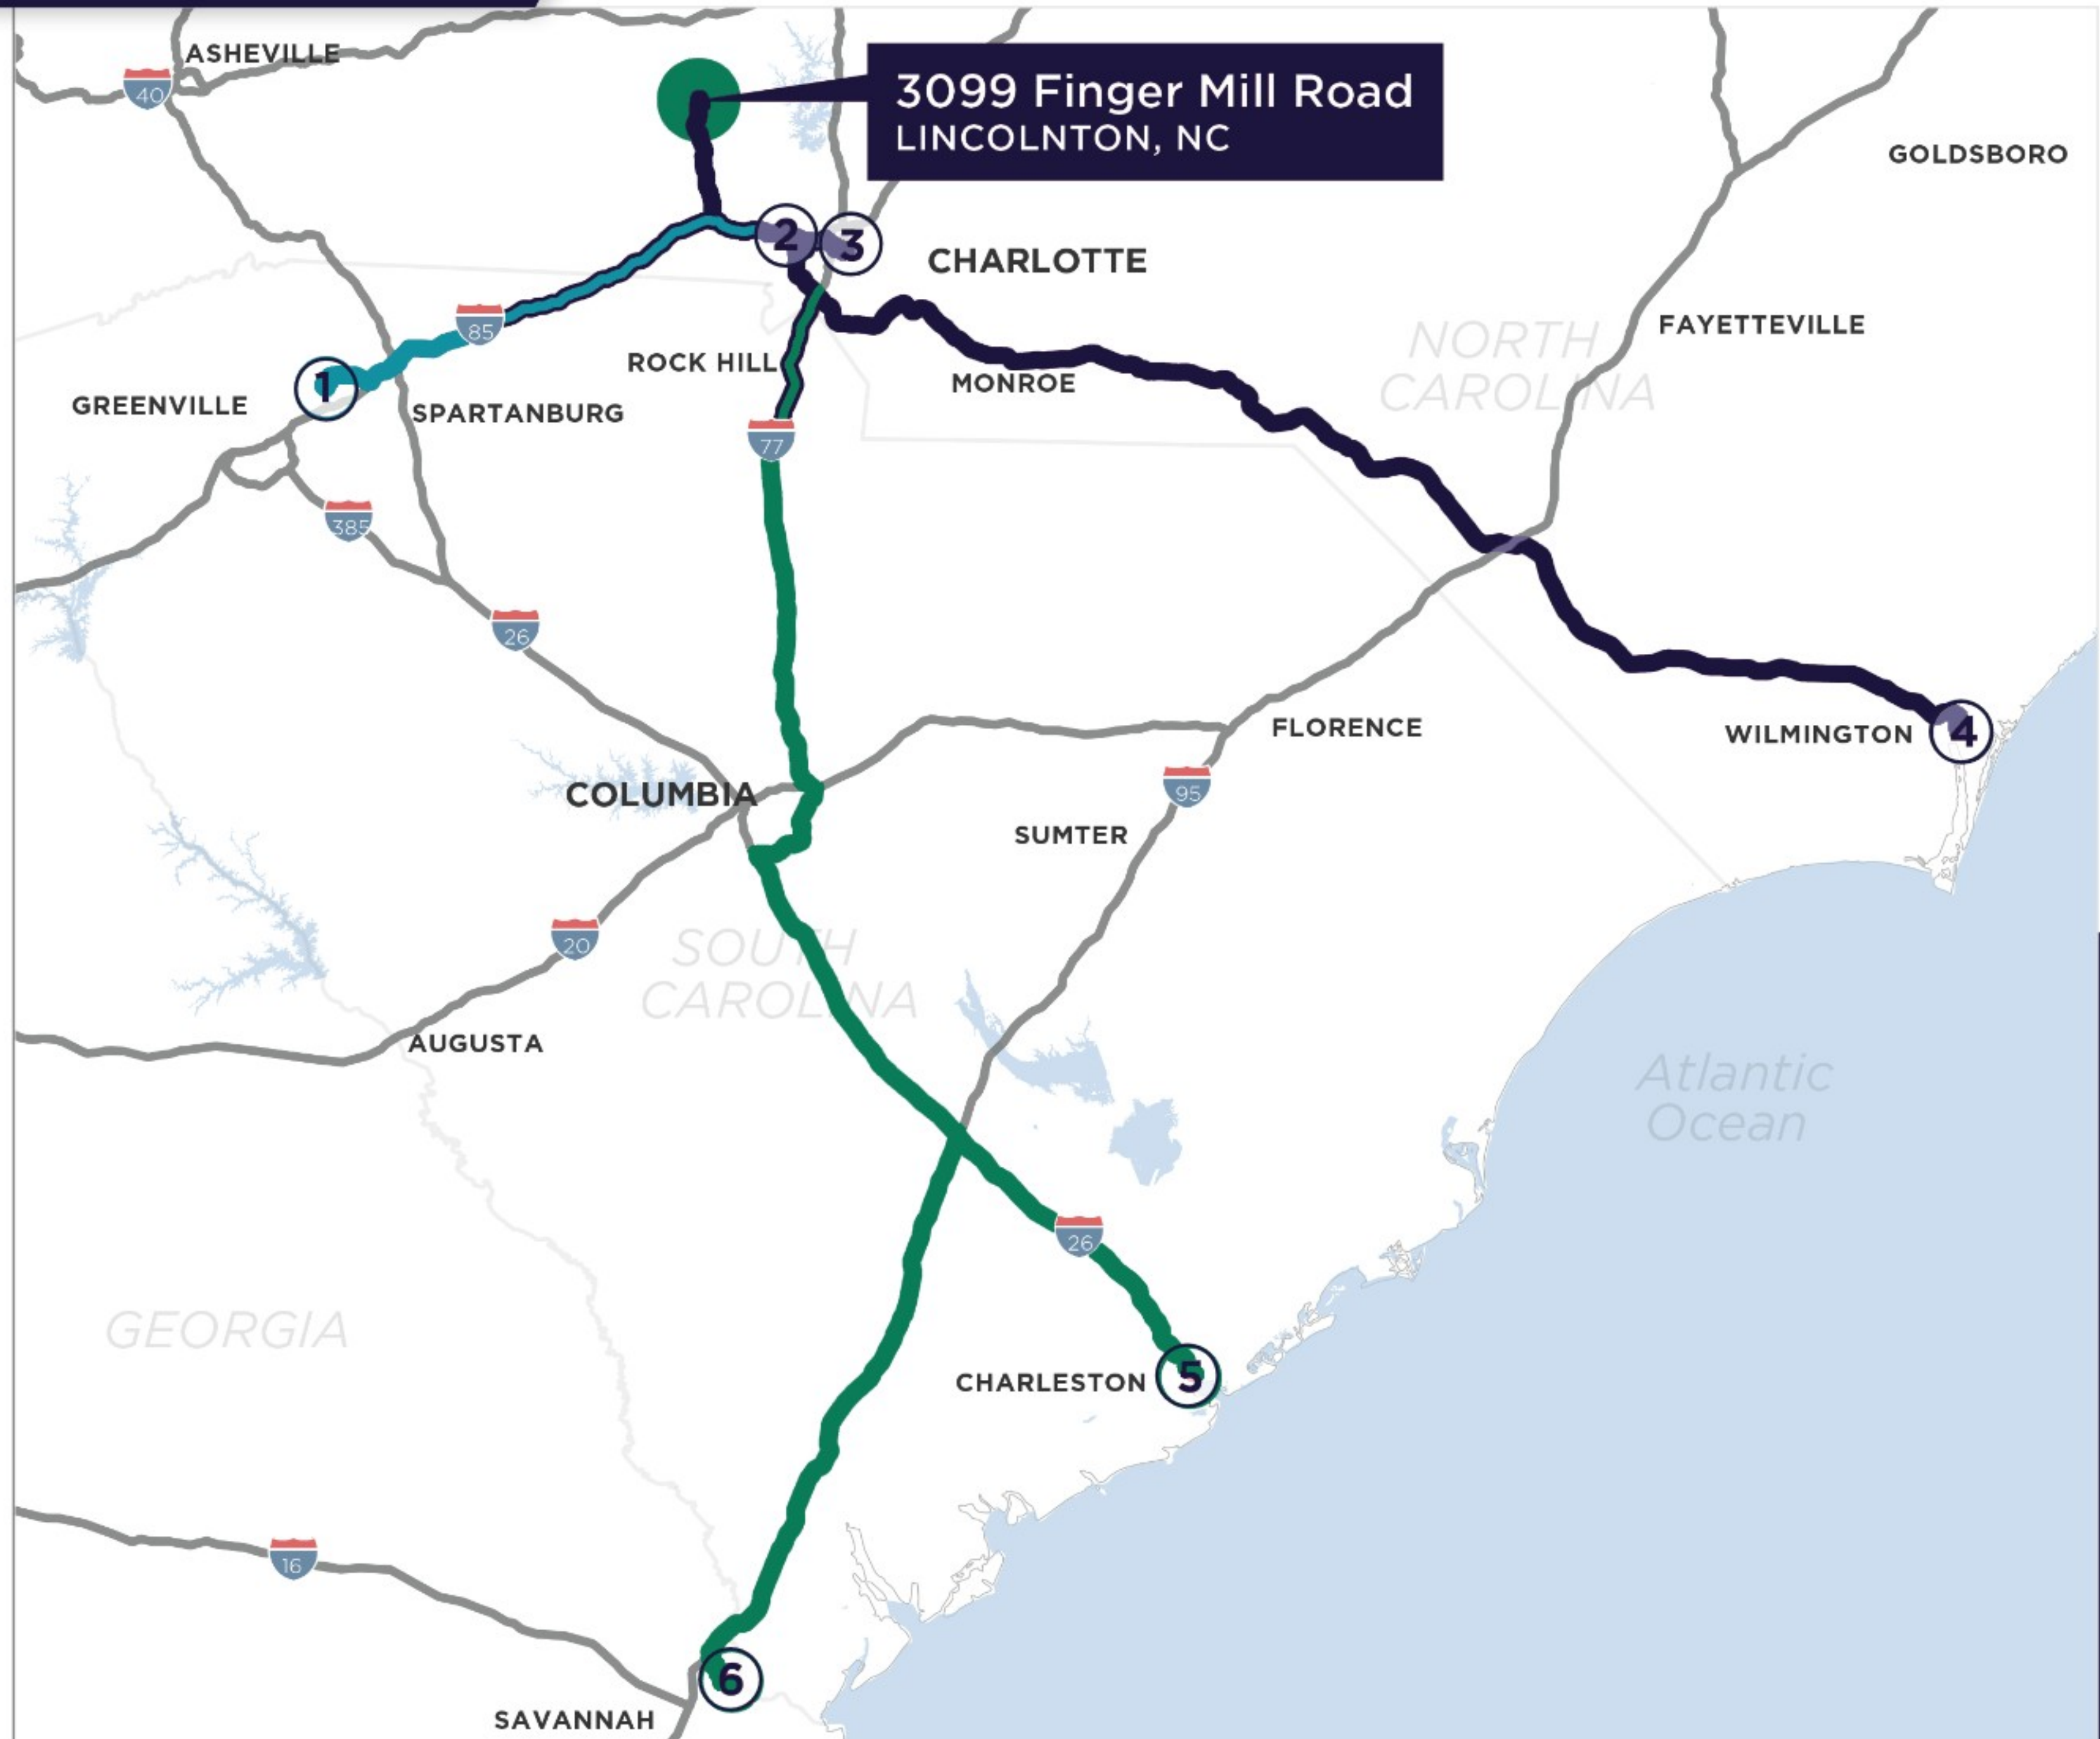 ASHEVILLE
40
3099 Finger Mill Road
LINCOLNTON, NC
GOLDSBORO
2
3
CHARLOTTE
85
NORTH
CAROLINA
FAYETTEVILLE
ROCK HILL
MONROE
1
GREENVILLE
SPARTANBURG
77
385
26
FLORENCE
WILMINGTON
4
COLUMBIA
95
SUMTER
20
SOUTH
CAROLINA
AUGUSTA
Atlantic
Ocean
26
GEORGIA
CHARLESTON
5
16
6
SAVANNAH